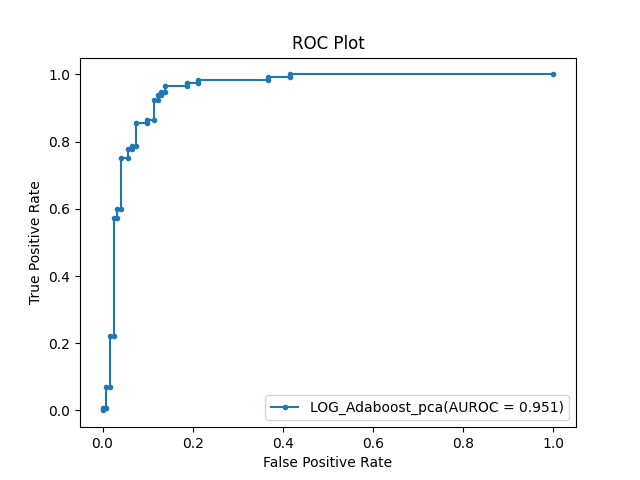 ROC Plot
1.0
0.8
0.6
0.4
0.2
0.0
True Positive Rate
LOG_Adaboost_pca(AUROC = 0.951)
0.0 0.2 0.4 0.6 0.8 1.0
False Positive Rate